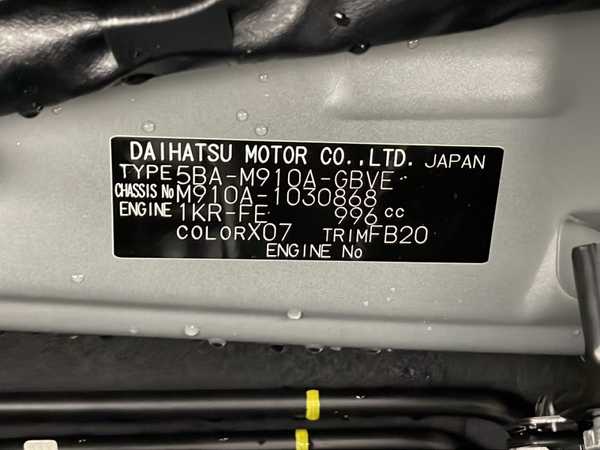 DAIHATSU MOTOR CO.,LTD. JAPAN
TYPE 5BA-M910A-GBVE
CHASSIS NO M910A-1030868
ENGINE 1KR-FE 996 cc
COLOR X07 TRIM FB20
ENGINE No